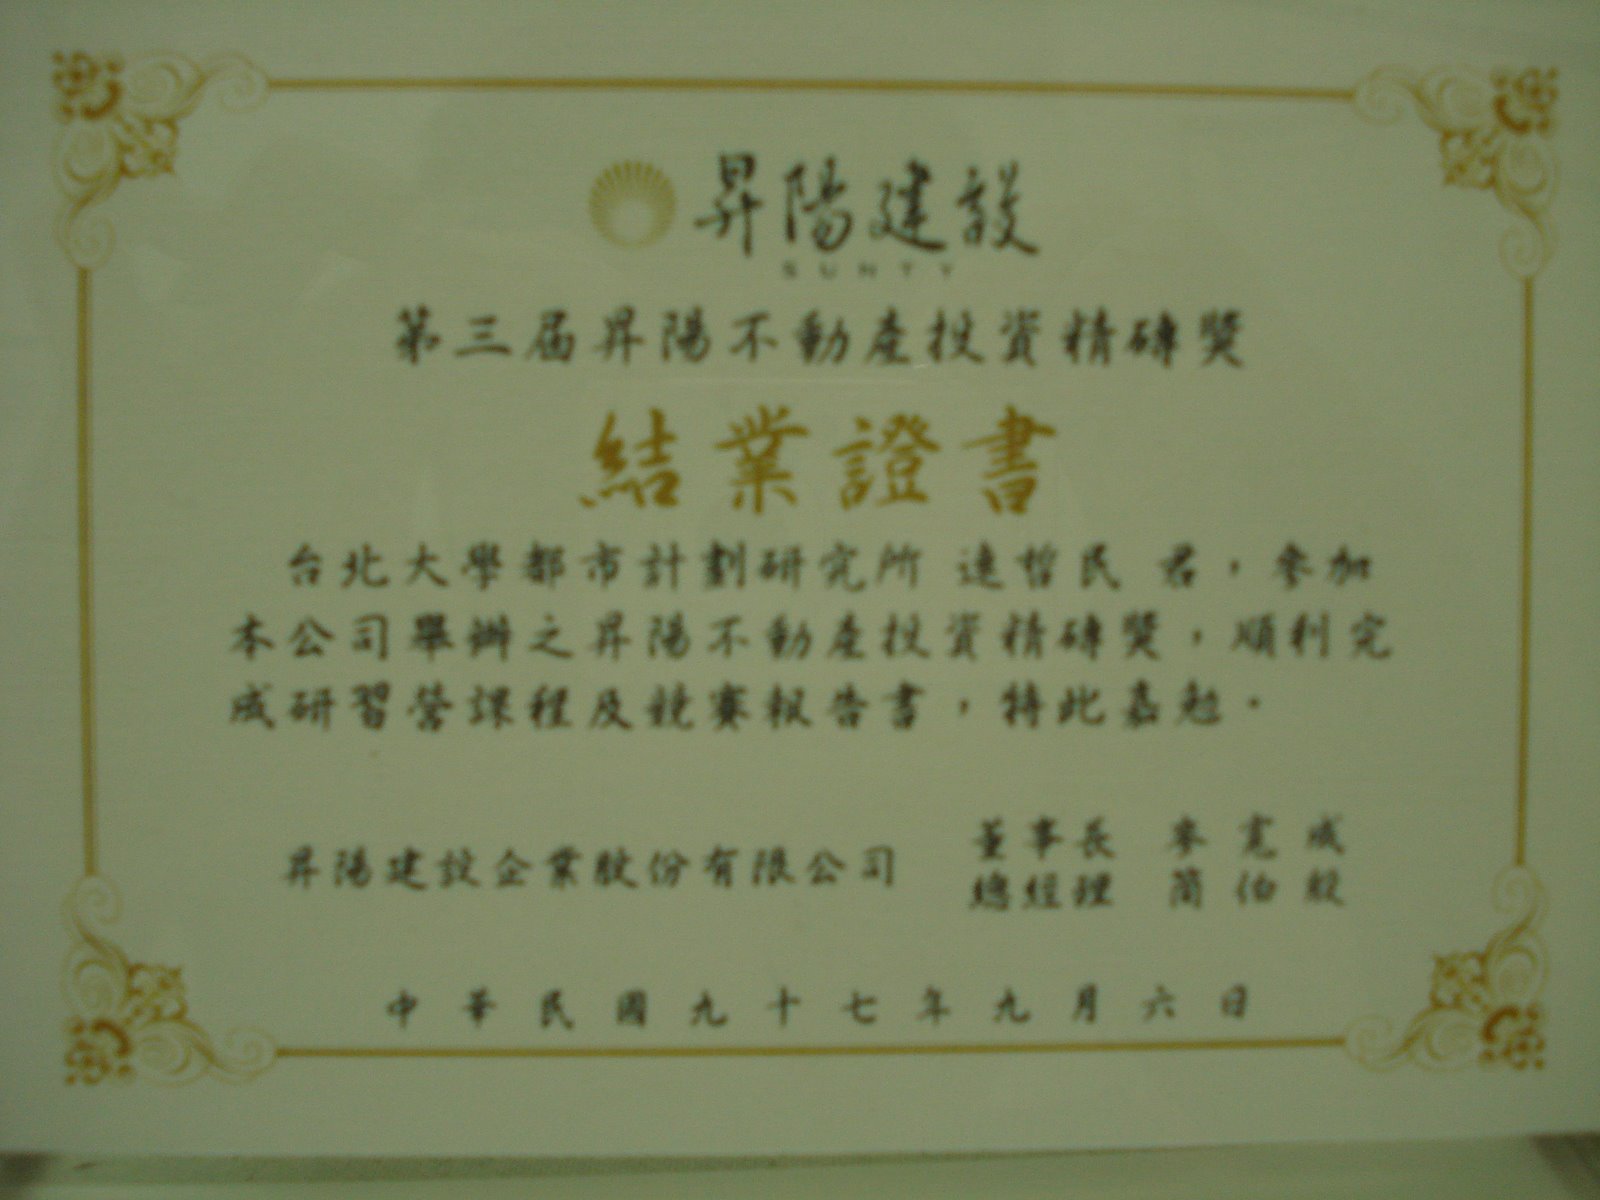 昇陽建設
SUNTY
第三屆昇陽不動產投資精磚獎
結業證書
台北大學都市計劃研究所 連哲民 君，參加
本公司舉辦之昇陽不動產投資精磚獎，順利完
成研習營課程及競賽報告書，特此嘉勉。
昇陽建設企業股份有限公司
董事長 麥寬成
總經理 簡伯殷
中華民國九十七年九月六日